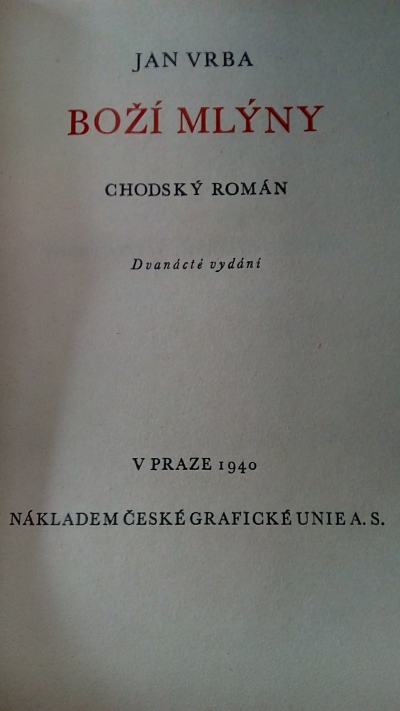 JAN VRBA
BOŽÍ MLÝNY
CHODSKÝ ROMÁN
Dvanácté vydání
V PRAZE 1940
NÁKLADEM ČESKÉ GRAFICKÉ UNIE A. S.